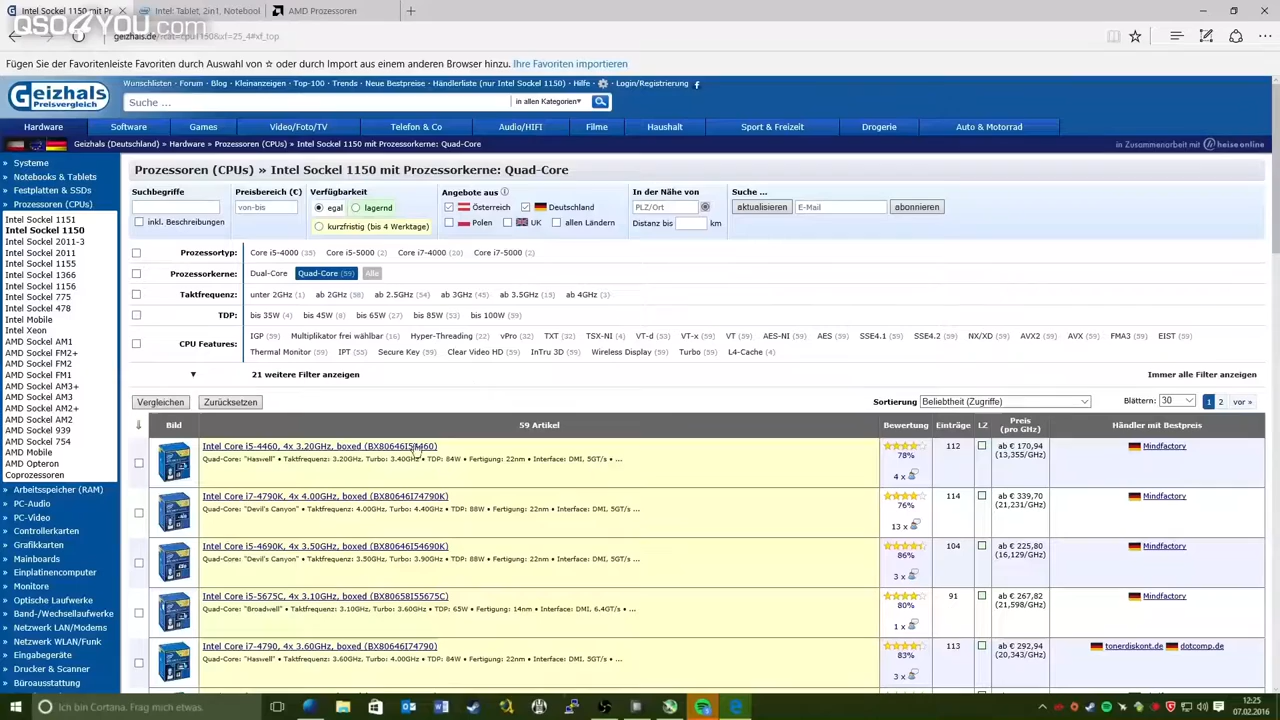 Intel Sockel 1150 mit Pr
Intel: Tablet, 2in1, Notebook
AMD Prozessoren
QSO4YOU.com
geizhals.de/?cat=cpu1150&xf=25_4#xf_top
Fügen Sie der Favoritenleiste Favoriten durch Auswahl von ☆ oder durch Import aus einem anderen Browser hinzu. Ihre Favoriten importieren
Wunschlisten · Forum · Blog · Kleinanzeigen · Top-100 · Trends · Neue Bestpreise · Händlerliste (nur Intel Sockel 1150) · Hilfe · Login/Registrierung
Geizhals
Preisvergleich
Suche ...
in allen Kategorien
Hardware Software Games Video/Foto/TV Telefon & Co Audio/HIFI Filme Haushalt Sport & Freizeit Drogerie Auto & Motorrad
Geizhals (Deutschland) » Hardware » Prozessoren (CPUs) » Intel Sockel 1150 mit Prozessorkerne: Quad-Core
in Zusammenarbeit mit heise online
» Systeme
» Notebooks & Tablets
» Festplatten & SSDs
» Prozessoren (CPUs)
Intel Sockel 1151
Intel Sockel 1150
Intel Sockel 2011-3
Intel Sockel 2011
Intel Sockel 1155
Intel Sockel 1366
Intel Sockel 1156
Intel Sockel 775
Intel Sockel 478
Intel Mobile
Intel Xeon
AMD Sockel AM1
AMD Sockel FM2+
AMD Sockel FM2
AMD Sockel FM1
AMD Sockel AM3+
AMD Sockel AM3
AMD Sockel AM2+
AMD Sockel AM2
AMD Sockel 939
AMD Sockel 754
AMD Mobile
AMD Opteron
Coprozessoren
» Arbeitsspeicher (RAM)
» PC-Audio
» PC-Video
» Controllerkarten
» Grafikkarten
» Mainboards
» Einplatinencomputer
» Monitore
» Optische Laufwerke
» Band-/Wechsellaufwerke
» Netzwerk LAN/Modems
» Netzwerk WLAN/Funk
» Eingabegeräte
» Drucker & Scanner
» Büroausstattung
Prozessoren (CPUs) » Intel Sockel 1150 mit Prozessorkerne: Quad-Core
Suchbegriffe Preisbereich (€) Verfügbarkeit Angebote aus In der Nähe von Suche ...
von-bis egal lagernd Österreich Deutschland PLZ/Ort aktualisieren E-Mail abonnieren
inkl. Beschreibungen kurzfristig (bis 4 Werktage) Polen UK allen Ländern Distanz bis km
Prozessortyp: Core i5-4000 (35) Core i5-5000 (2) Core i7-4000 (20) Core i7-5000 (2)
Prozessorkerne: Dual-Core Quad-Core (59) Alle
Taktfrequenz: unter 2GHz (1) ab 2GHz (58) ab 2.5GHz (54) ab 3GHz (45) ab 3.5GHz (15) ab 4GHz (3)
TDP: bis 35W (4) bis 45W (8) bis 65W (27) bis 85W (53) bis 100W (59)
CPU Features: IGP (59) Multiplikator frei wählbar (16) Hyper-Threading (22) vPro (32) TXT (32) TSX-NI (4) VT-d (53) VT-x (59) VT (59) AES-NI (59) AES (59) SSE4.1 (59) SSE4.2 (59) NX/XD (59) AVX2 (59) AVX (59) FMA3 (59) EIST (59)
Thermal Monitor (59) IPT (55) Secure Key (59) Clear Video HD (59) InTru 3D (59) Wireless Display (59) Turbo (59) L4-Cache (4)
▼ 21 weitere Filter anzeigen Immer alle Filter anzeigen
Vergleichen Zurücksetzen Sortierung Beliebtheit (Zugriffe) Blättern: 30 1 2 vor »
Bild 59 Artikel Bewertung Einträge LZ Preis (pro GHz) Händler mit Bestpreis
Intel Core i5-4460, 4x 3.20GHz, boxed (BX80646I54460) 112 ab € 170,94 Mindfactory
Quad-Core: "Haswell" • Taktfrequenz: 3.20GHz, Turbo: 3.40GHz • TDP: 84W • Fertigung: 22nm • Interface: DMI, 5GT/s • ... 78% (13,355/GHz)
4 x
Intel Core i7-4790K, 4x 4.00GHz, boxed (BX80646I74790K) 114 ab € 339,70 Mindfactory
Quad-Core: "Devil's Canyon" • Taktfrequenz: 4.00GHz, Turbo: 4.40GHz • TDP: 88W • Fertigung: 22nm • Interface: DMI, 5GT/s • ... 76% (21,231/GHz)
13 x
Intel Core i5-4690K, 4x 3.50GHz, boxed (BX80646I54690K) 104 ab € 225,80 Mindfactory
Quad-Core: "Devil's Canyon" • Taktfrequenz: 3.50GHz, Turbo: 3.90GHz • TDP: 88W • Fertigung: 22nm • Interface: DMI, 5GT/s • ... 86% (16,129/GHz)
3 x
Intel Core i5-5675C, 4x 3.10GHz, boxed (BX80658I55675C) 91 ab € 267,82 Mindfactory
Quad-Core: "Broadwell" • Taktfrequenz: 3.10GHz, Turbo: 3.60GHz • TDP: 65W • Fertigung: 14nm • Interface: DMI, 6.4GT/s • ... 80% (21,598/GHz)
1 x
Intel Core i7-4790, 4x 3.60GHz, boxed (BX80646I74790) 113 ab € 292,94 tonerdiskont.de dotcomp.de
Quad-Core: "Haswell" • Taktfrequenz: 3.60GHz, Turbo: 4.00GHz • TDP: 84W • Fertigung: 22nm • Interface: DMI, 5GT/s • ... 83% (20,343/GHz)
3 x
Ich bin Cortana. Frag mich etwas.
12:25
07.02.2016